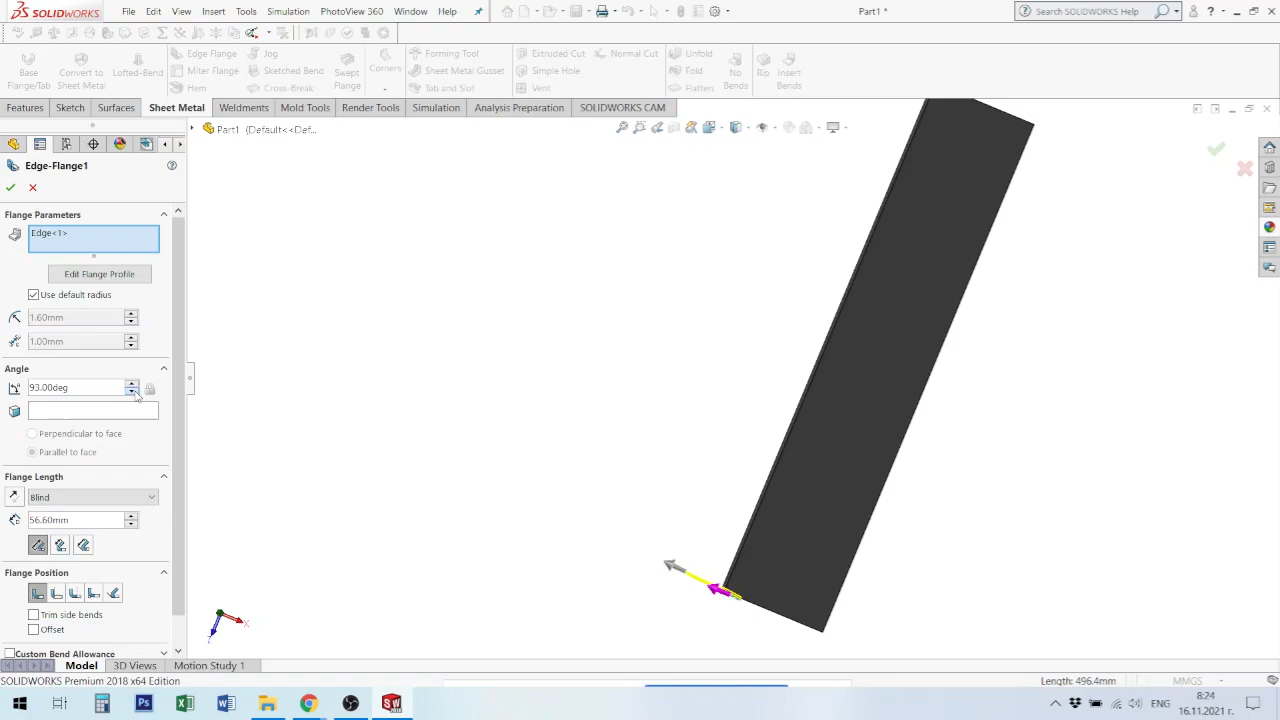 SOLIDWORKS File Edit View Insert Tools Simulation PhotoView 360 Window Help Part1 * Search SOLIDWORKS Help
Base Flange/Tab
Convert to Sheet Metal
Lofted-Bend
Edge Flange
Miter Flange
Hem
Jog
Sketched Bend
Cross-Break
Swept Flange
Corners
Forming Tool
Sheet Metal Gusset
Tab and Slot
Extruded Cut
Simple Hole
Vent
Normal Cut
Unfold
Fold
Flatten
No Bends
Rip
Insert Bends
Features Sketch Surfaces Sheet Metal Weldments Mold Tools Render Tools Simulation Analysis Preparation SOLIDWORKS CAM
Part1 (Default<<Def...
Edge-Flange1
Flange Parameters
Edge<1>
Edit Flange Profile
Use default radius
1.60mm
1.00mm
Angle
93.00deg
Perpendicular to face
Parallel to face
Flange Length
Blind
56.60mm
Flange Position
Trim side bends
Offset
Custom Bend Allowance
X
Z
Model 3D Views Motion Study 1
SOLIDWORKS Premium 2018 x64 Edition Length: 496.4mm MMGS
ENG 8:24
16.11.2021 г.